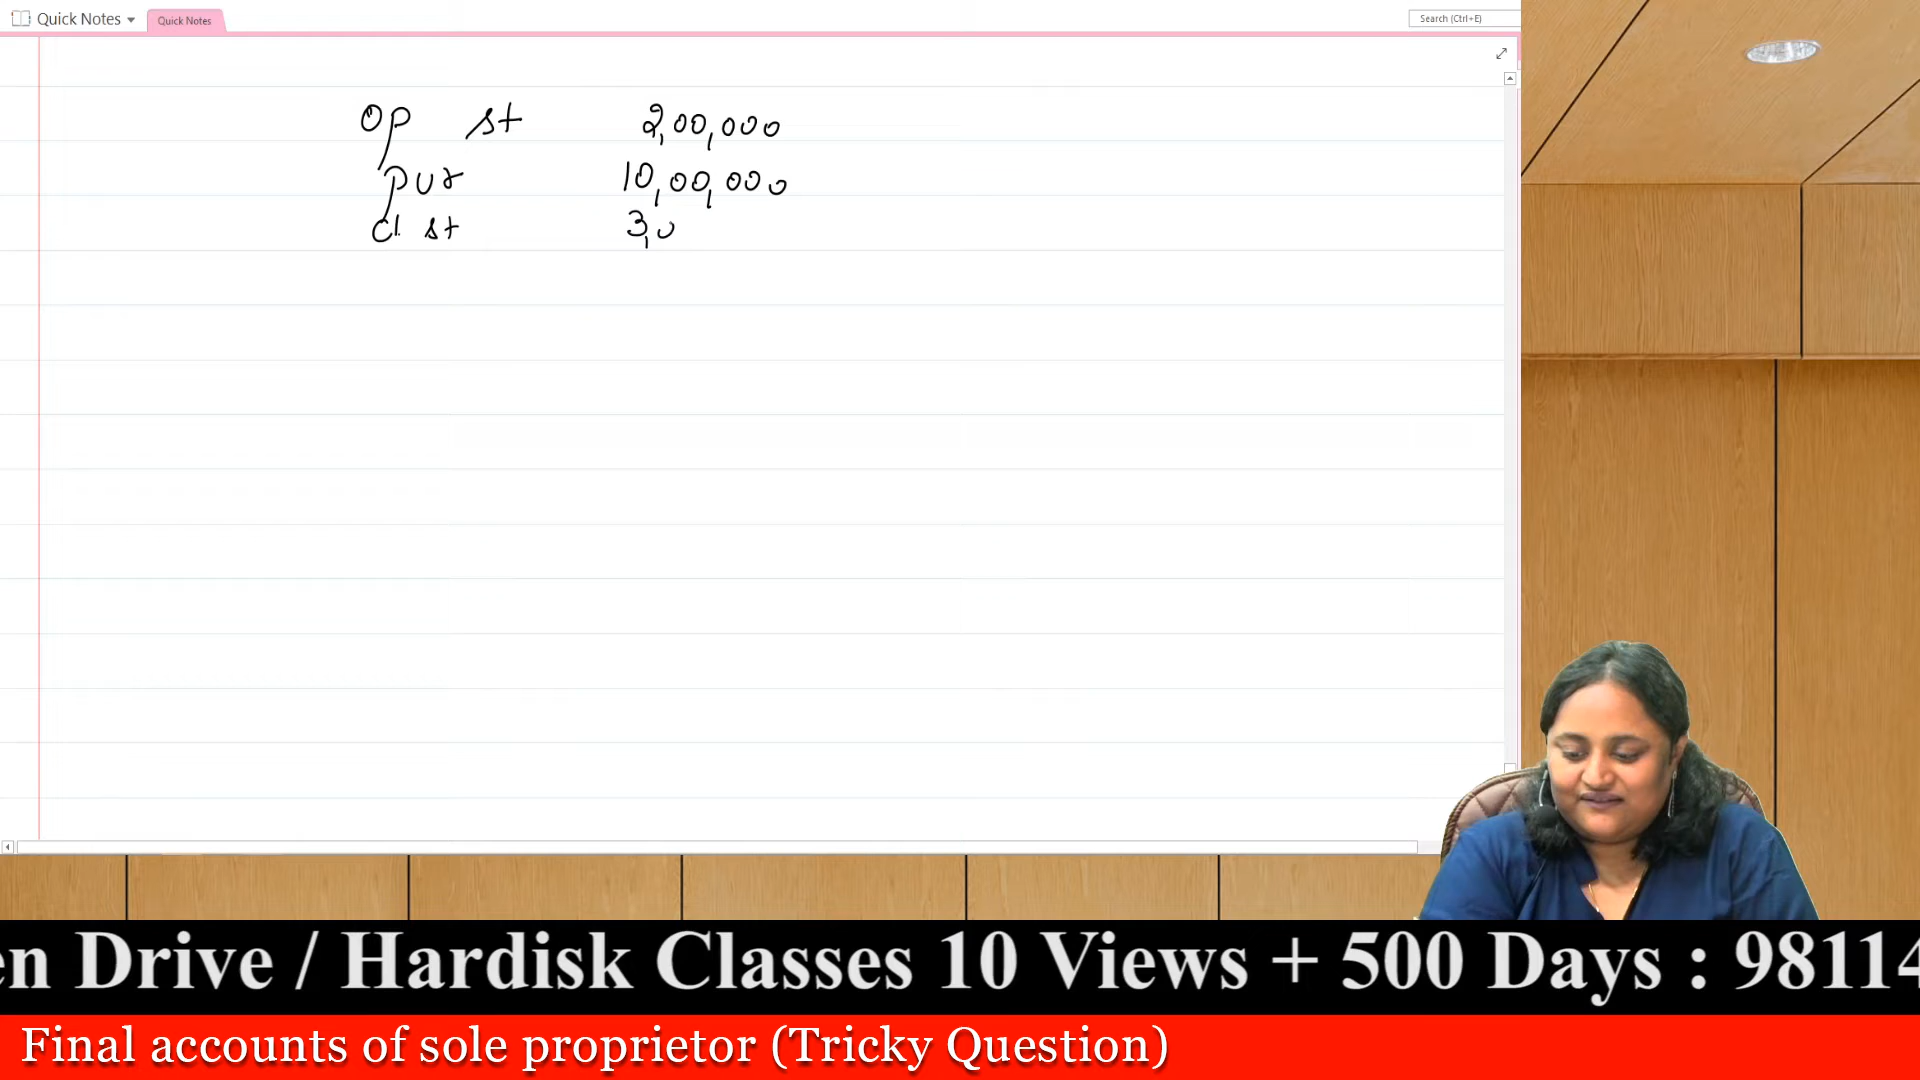 Quick Notes
Quick Notes
Search (Ctrl+E)
Op st 2,00,000
pur 10,00,000
cl st 3,0
en Drive / Hardisk Classes 10 Views + 500 Days : 98114
Final accounts of sole proprietor (Tricky Question)